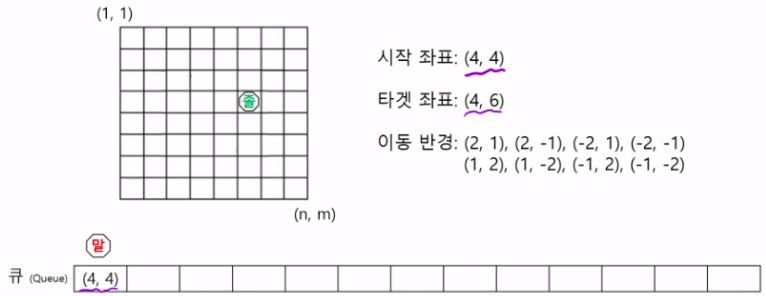 (1, 1)
시작 좌표: (4, 4)
타겟 좌표: (4, 6)
졸
이동 반경: (2, 1), (2, -1), (-2, 1), (-2, -1)
(1, 2), (1, -2), (-1, 2), (-1, -2)
(n, m)
말
큐 (Queue) (4, 4)